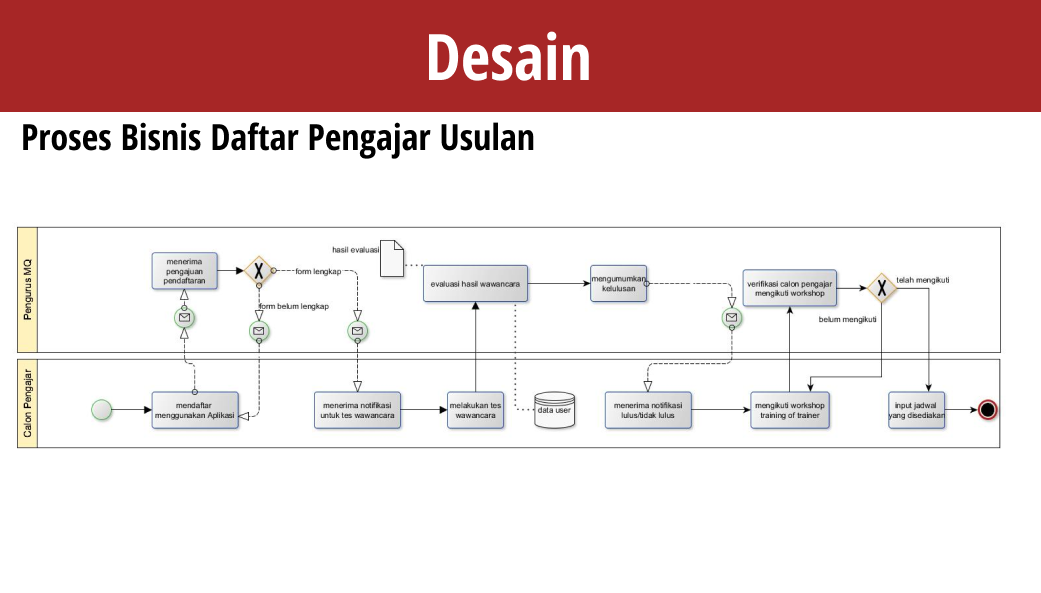 Desain
Proses Bisnis Daftar Pengajar Usulan
Pengurus MQ
menerima
pengajuan
pendaftaran
form lengkap
form belum lengkap
hasil evaluasi
evaluasi hasil wawancara
mengumumkan
kelulusan
verifikasi calon pengajar
mengikuti workshop
telah mengikuti
belum mengikuti
Calon Pengajar
mendaftar
menggunakan Aplikasi
menerima notifikasi
untuk tes wawancara
melakukan tes
wawancara
data user
menerima notifikasi
lulus/tidak lulus
mengikuti workshop
training of trainer
input jadwal
yang disediakan